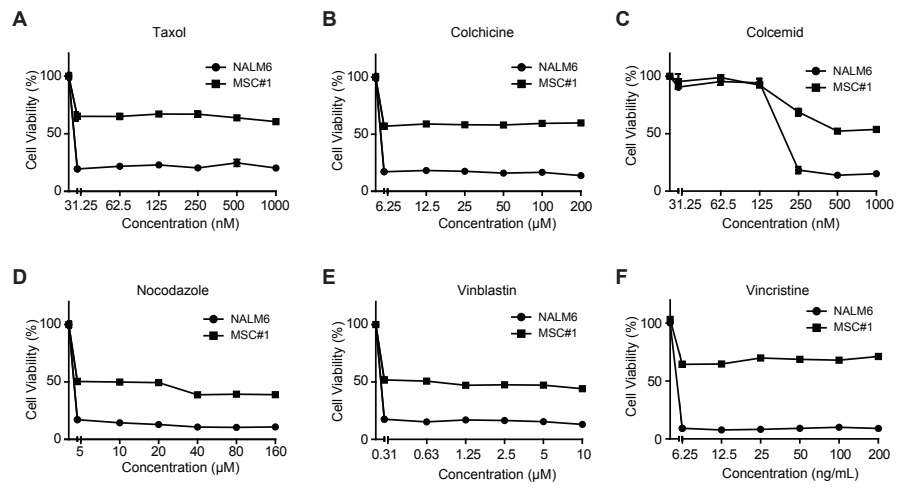 A
Taxol
Cell Viability (%)
100
50
0
NALM6
MSC#1
31.25 62.5 125 250 500 1000
Concentration (nM)
B
Colchicine
Cell Viability (%)
100
50
0
NALM6
MSC#1
6.25 12.5 25 50 100 200
Concentration (µM)
C
Colcemid
Cell Viability (%)
100
50
0
NALM6
MSC#1
31.25 62.5 125 250 500 1000
Concentration (nM)
D
Nocodazole
Cell Viability (%)
100
50
0
NALM6
MSC#1
5 10 20 40 80 160
Concentration (µM)
E
Vinblastin
Cell Viability (%)
100
50
0
NALM6
MSC#1
0.31 0.63 1.25 2.5 5 10
Concentration (µM)
F
Vincristine
Cell Viability (%)
100
50
0
NALM6
MSC#1
6.25 12.5 25 50 100 200
Concentration (ng/mL)